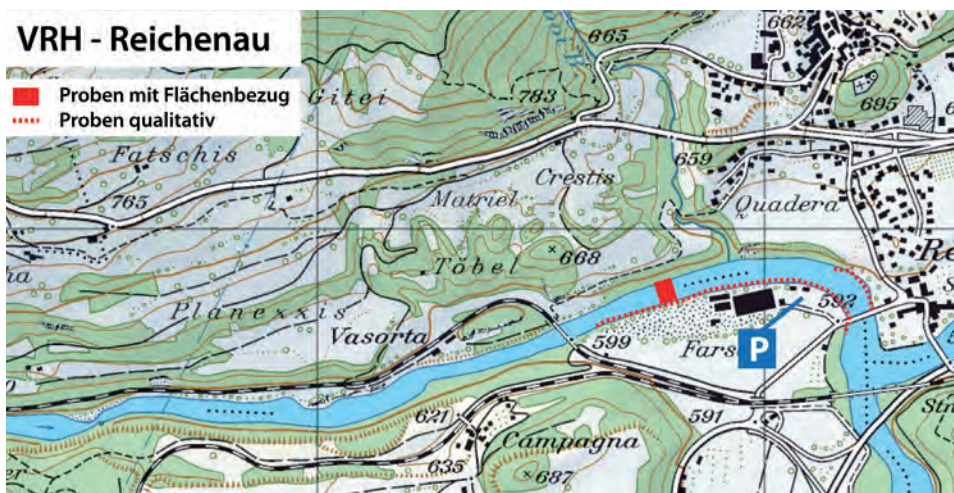 VRH - Reichenau
Proben mit Flächenbezug
Proben qualitativ
665
662
Gitei
783
695
Fatschis
659
Crestis
765
Matriel
Quadera
668
Töbel
Planezzis
592
Vasorta
599
Fars
P
621
591
Campagna
635
687